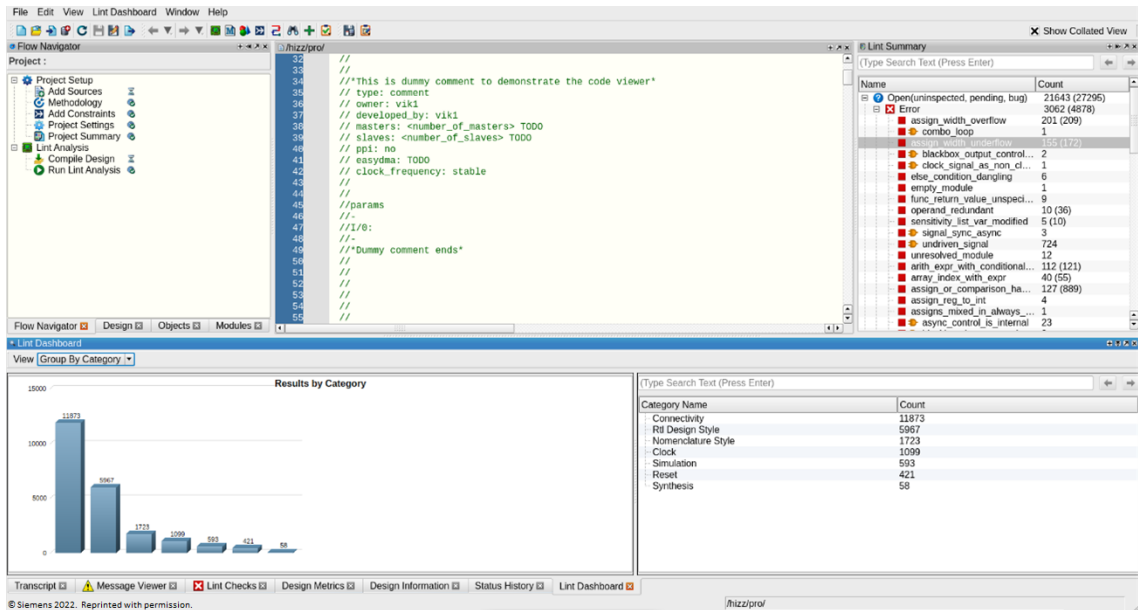 File Edit View Lint Dashboard Window Help
Show Collated View
Flow Navigator
Project :
Project Setup
Add Sources
Methodology
Add Constraints
Project Settings
Project Summary
Lint Analysis
Compile Design
Run Lint Analysis
Flow Navigator Design Objects Modules
/hizz/pro/
32 //
33 //
34 //*This is dummy comment to demonstrate the code viewer*
35 // type: comment
36 // owner: vik1
37 // developed_by: vik1
38 // masters: <number_of_masters> TODO
39 // slaves: <number_of_slaves> TODO
40 // ppi: no
41 // easydma: TODO
42 // clock_frequency: stable
43 //
44 //
45 //params
46 //-
47 //I/0:
48 //-
49 //*Dummy comment ends*
50 //
51 //
52 //
53 //
54 //
55 //
Lint Summary
(Type Search Text (Press Enter)
Name Count
Open(uninspected, pending, bug) 21643 (27295)
Error 3062 (4878)
assign_width_overflow 201 (209)
combo_loop 1
assign_width_underflow 155 (172)
blackbox_output_control... 2
clock_signal_as_non_cl... 1
else_condition_dangling 6
empty_module 1
func_return_value_unspeci... 9
operand_redundant 10 (36)
sensitivity_list_var_modified 5 (10)
signal_sync_async 3
undriven_signal 724
unresolved_module 12
arith_expr_with_conditional... 112 (121)
array_index_with_expr 40 (55)
assign_or_comparison_ha... 127 (889)
assign_reg_to_int 4
assigns_mixed_in_always_... 1
async_control_is_internal 23
Lint Dashboard
View Group By Category
Results by Category
15000
10000
5000
0
11873
5967
1723
1099
593
421
58
(Type Search Text (Press Enter)
Category Name Count
Connectivity 11873
Rtl Design Style 5967
Nomenclature Style 1723
Clock 1099
Simulation 593
Reset 421
Synthesis 58
Transcript Message Viewer Lint Checks Design Metrics Design Information Status History Lint Dashboard
© Siemens 2022. Reprinted with permission.
/hizz/pro/